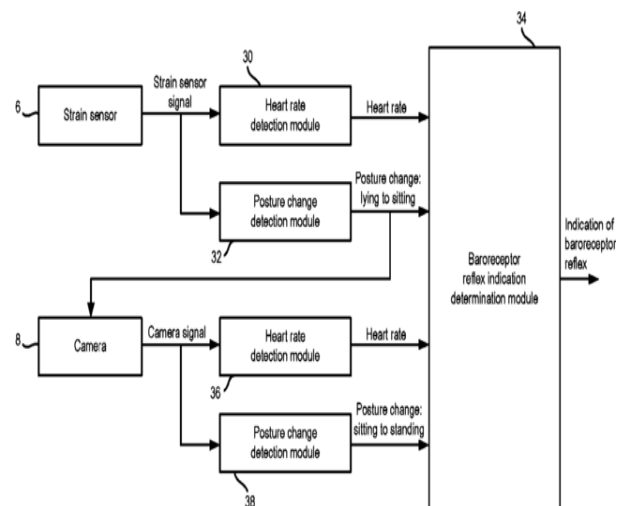 34
30
Strain sensor
signal
6
Strain sensor
Heart rate
detection module
Heart rate
Posture change
detection module
32
Posture change:
lying to sitting
Baroreceptor
reflex indication
determination module
Indication of
baroreceptor
reflex
8
Camera
Camera signal
Heart rate
detection module
36
Heart rate
Posture change
detection module
38
Posture change:
sitting to standing